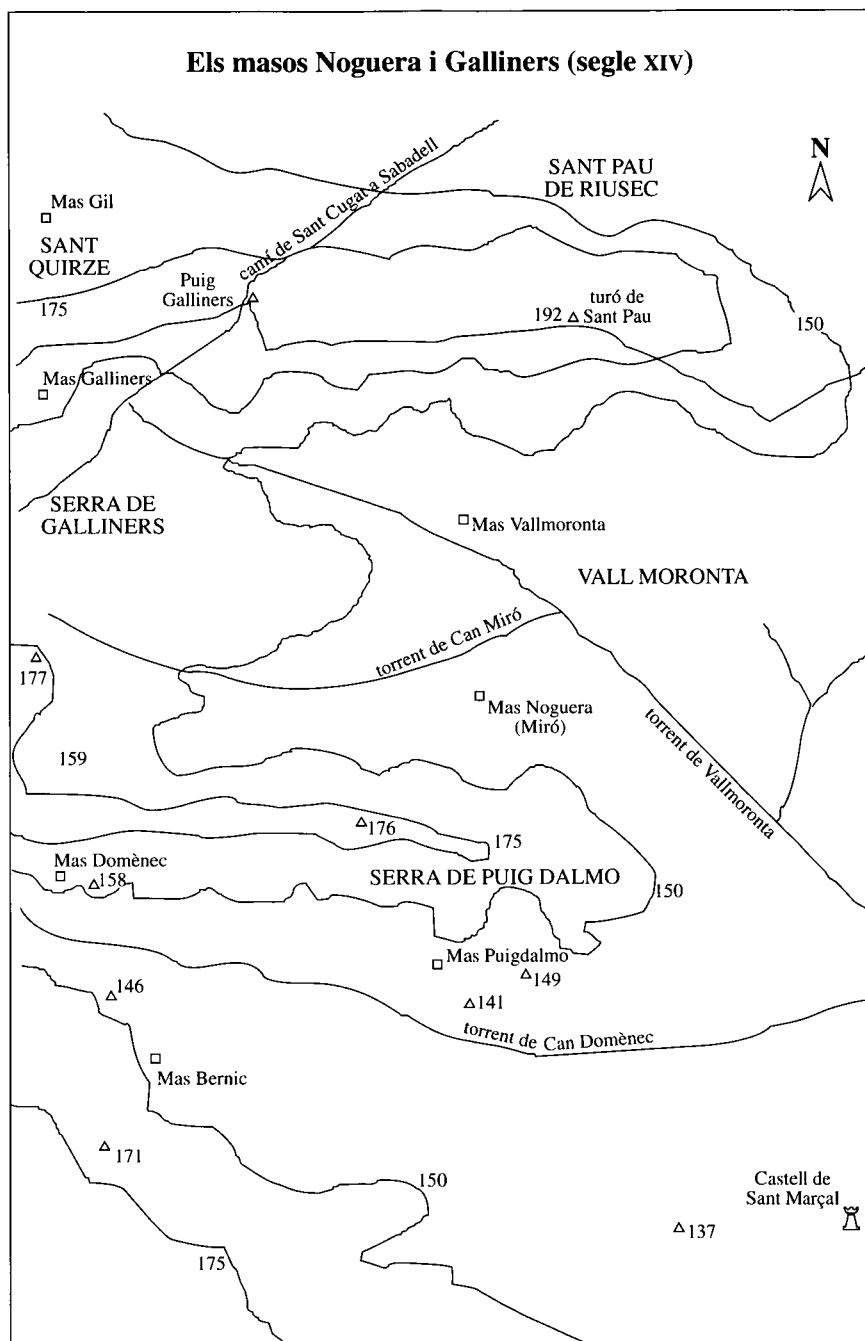 Els masos Noguera i Galliners (segle XIV)
N
camí de Sant Cugat a Sabadell
SANT PAU
DE RIUSEC
Mas Gil
SANT
QUIRZE
Puig
Galliners
175
turó de
192 Sant Pau
150
Mas Galliners
SERRA DE
GALLINERS
Mas Vallmoronta
VALL MORONTA
torrent de Can Miró
177
Mas Noguera
(Miró)
torrent de Vallmoronta
159
176
175
Mas Domènec
158
SERRA DE PUIG DALMO
150
Mas Puigdalmo
149
146
141
torrent de Can Domènec
Mas Bernic
171
150
Castell de
Sant Marçal
137
175